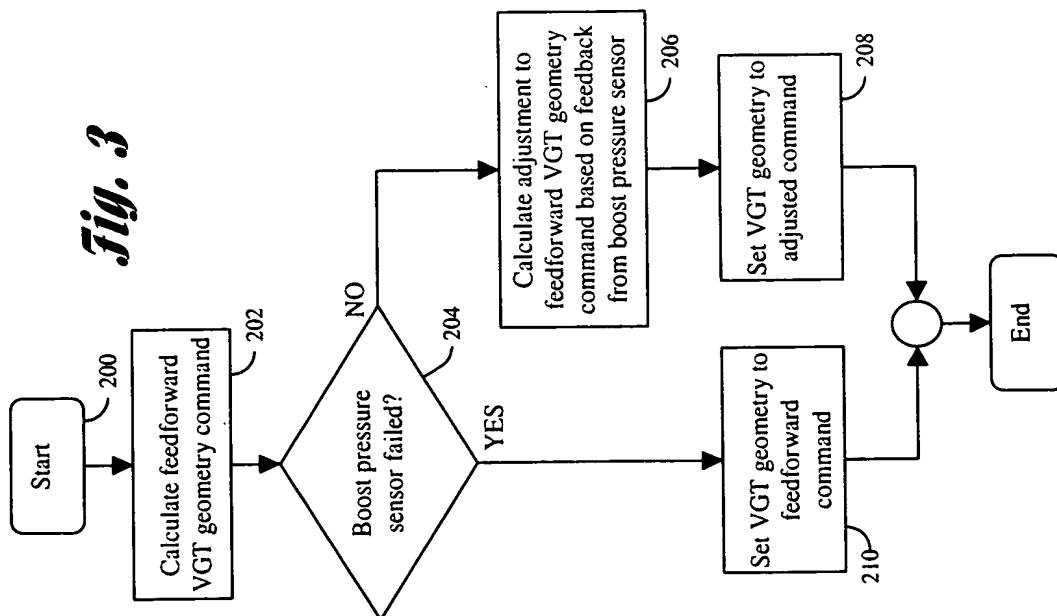 Fig. 3
Start
200
Calculate feedforward
VGT geometry command
202
Boost pressure
sensor failed?
204
NO
YES
Calculate adjustment to
feedforward VGT geometry
command based on feedback
from boost pressure sensor
206
Set VGT geometry to
adjusted command
208
Set VGT geometry to
feedforward
command
210
End